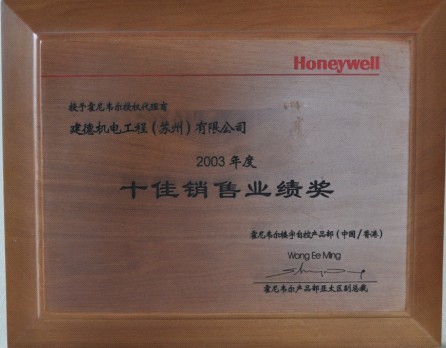 Honeywell
授予霍尼韦尔授权代理商
建德机电工程(苏州)有限公司
2003 年度
十佳销售业绩奖
霍尼韦尔楼宇自控产品部(中国/香港)
Wong Ee Ming
霍尼韦尔产品部亚太区副总裁